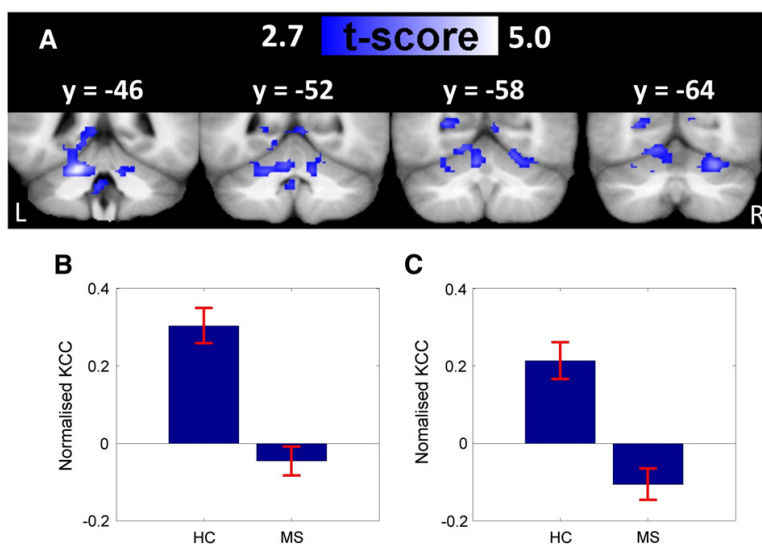 A 2.7 t-score 5.0
y = -46 y = -52 y = -58 y = -64
L R
B C
0.4 0.4
0.2 0.2
0 0
-0.2 -0.2
Normalised KCC Normalised KCC
HC MS HC MS